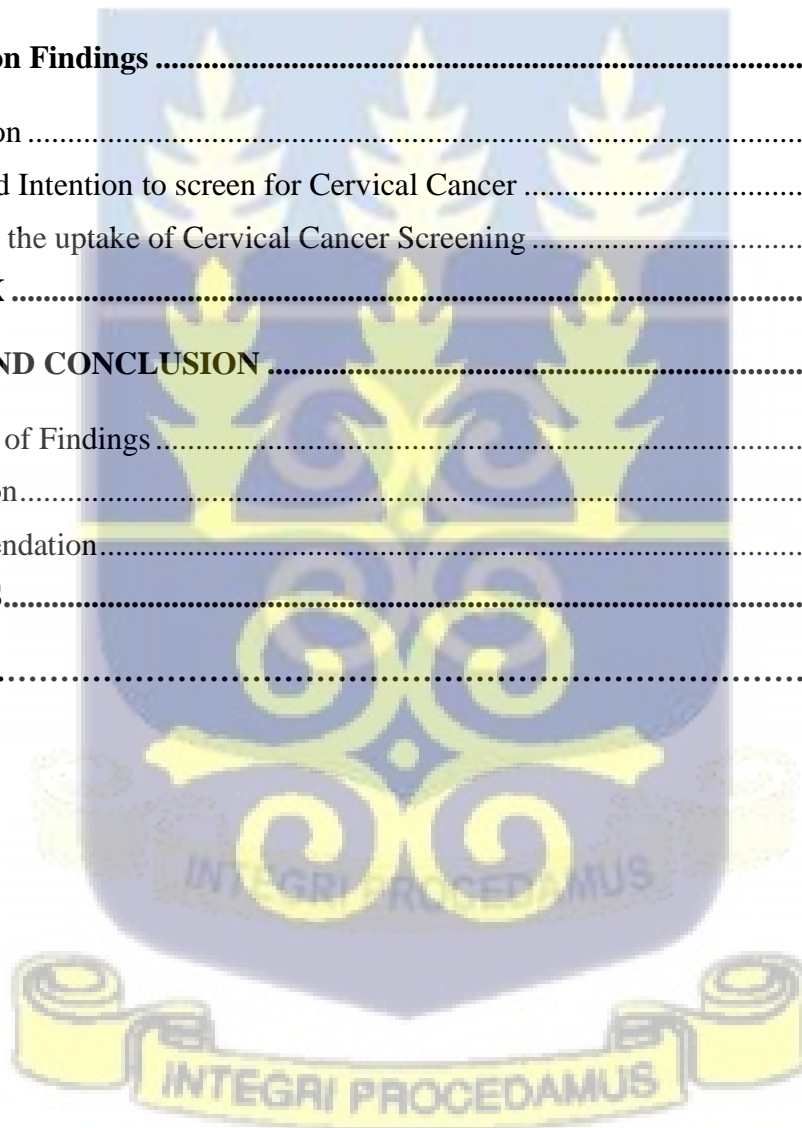 on Findings ........................................................................
on ........................................................................
d Intention to screen for Cervical Cancer ........................................
the uptake of Cervical Cancer Screening ........................................
K ........................................................................
ND CONCLUSION ........................................................................
of Findings ........................................................................
on ........................................................................
endation ........................................................................
S ........................................................................
........................................................................
INTEGRI PROCEDAMUS
INTEGRI PROCEDAMUS